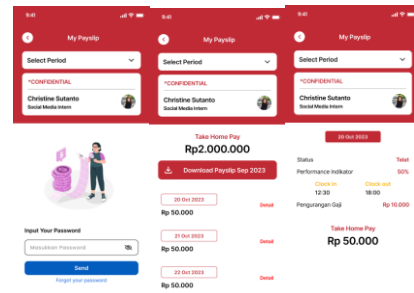 9:41
My Payslip
Select Period
*CONFIDENTIAL
Christine Sutanto
Social Media Intern
Input Your Password
Masukkan Password
Send
Forgot your password
9:41
My Payslip
Select Period
*CONFIDENTIAL
Christine Sutanto
Social Media Intern
Take Home Pay
Rp2.000.000
Download Payslip Sep 2023
20 Oct 2023
Rp 50.000
Detail
21 Oct 2023
Rp 50.000
Detail
22 Oct 2023
Rp 50.000
Detail
9:41
My Payslip
Select Period
*CONFIDENTIAL
Christine Sutanto
Social Media Intern
20 Oct 2023
Status Telat
Performance Indikator 50%
Clock in Clock out
12:30 18:00
Pengurangan Gaji Rp 10.000
Take Home Pay
Rp 50.000